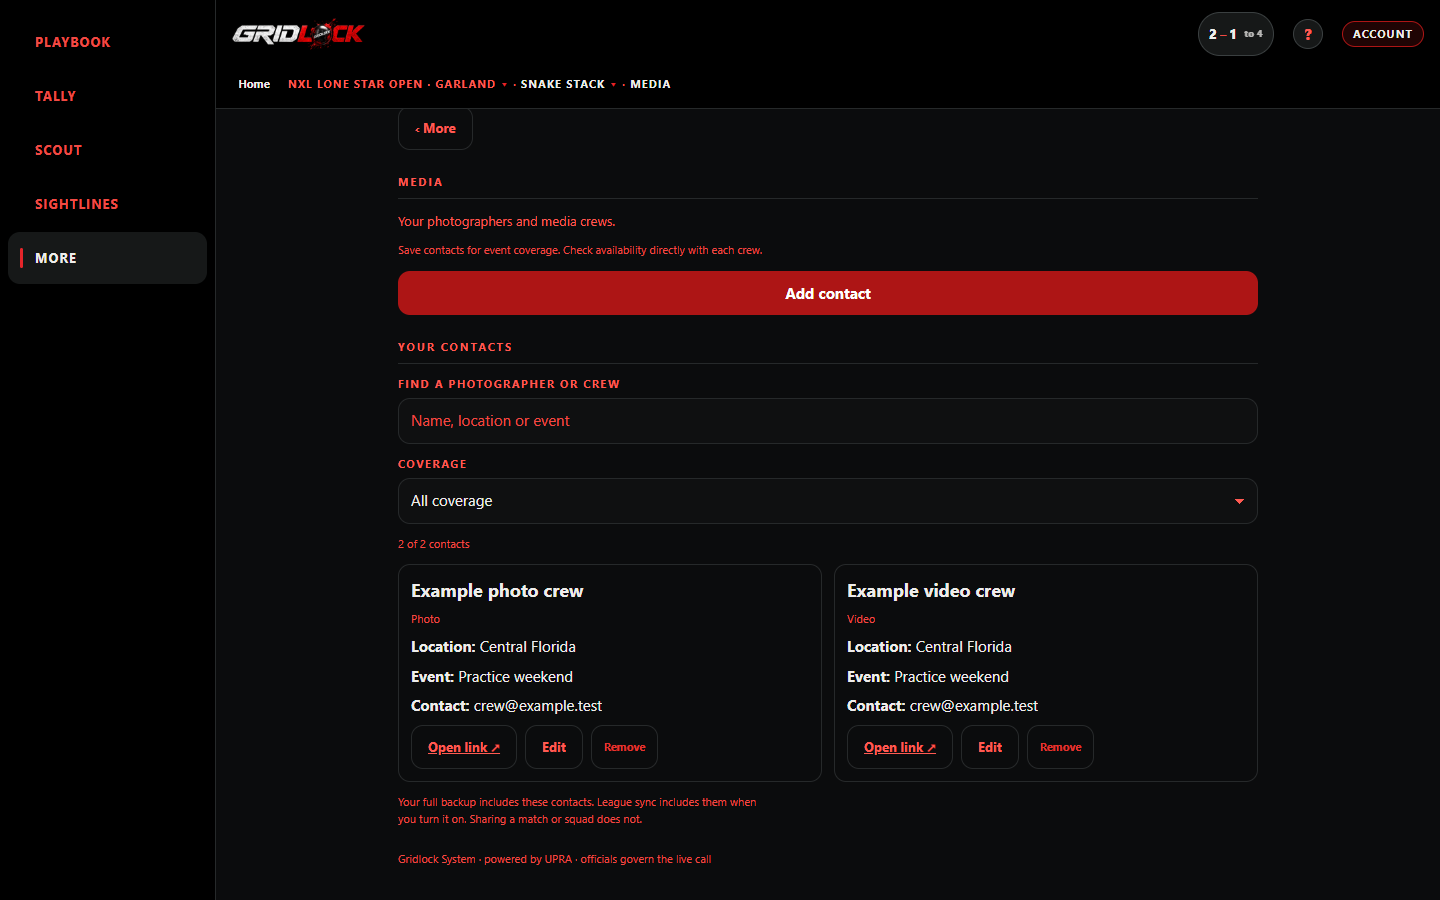 PLAYBOOK
TALLY
SCOUT
SIGHTLINES
MORE
GRIDLOCK
2 – 1 to 4
?
ACCOUNT
Home NXL LONE STAR OPEN · GARLAND ▾ · SNAKE STACK ▾ · MEDIA
‹ More
MEDIA
Your photographers and media crews.
Save contacts for event coverage. Check availability directly with each crew.
Add contact
YOUR CONTACTS
FIND A PHOTOGRAPHER OR CREW
Name, location or event
COVERAGE
All coverage
2 of 2 contacts
Example photo crew
Photo
Location: Central Florida
Event: Practice weekend
Contact: crew@example.test
Open link ↗ Edit Remove
Example video crew
Video
Location: Central Florida
Event: Practice weekend
Contact: crew@example.test
Open link ↗ Edit Remove
Your full backup includes these contacts. League sync includes them when
you turn it on. Sharing a match or squad does not.
Gridlock System · powered by UPRA · officials govern the live call